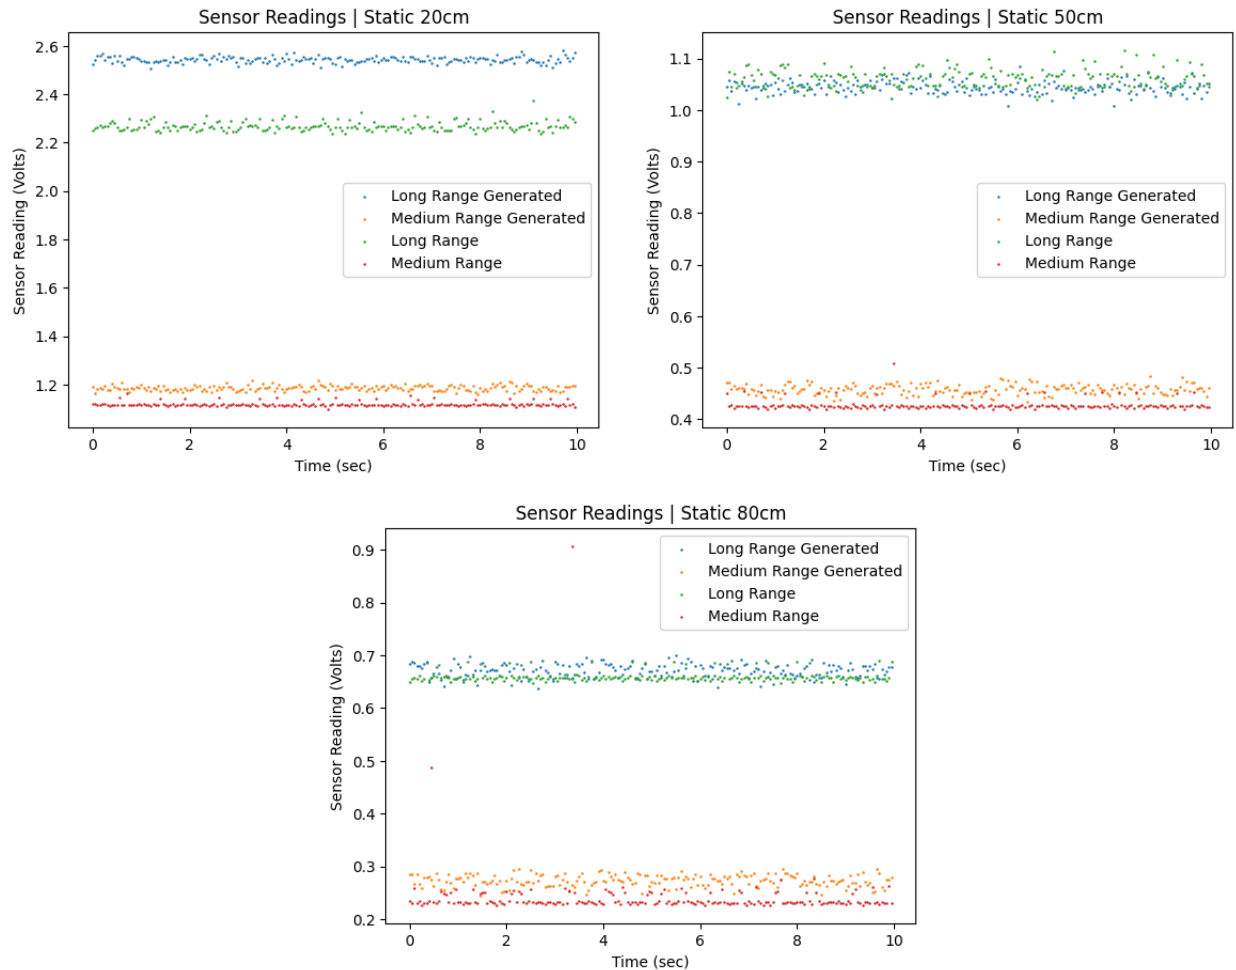 Sensor Readings | Static 20cm
Sensor Reading (Volts)
2.6
2.4
2.2
2.0
1.8
1.6
1.4
1.2
Long Range Generated
Medium Range Generated
Long Range
Medium Range
0 2 4 6 8 10
Time (sec)
Sensor Readings | Static 50cm
Sensor Reading (Volts)
1.1
1.0
0.9
0.8
0.7
0.6
0.5
0.4
Long Range Generated
Medium Range Generated
Long Range
Medium Range
0 2 4 6 8 10
Time (sec)
Sensor Readings | Static 80cm
Sensor Reading (Volts)
0.9
0.8
0.7
0.6
0.5
0.4
0.3
0.2
Long Range Generated
Medium Range Generated
Long Range
Medium Range
0 2 4 6 8 10
Time (sec)